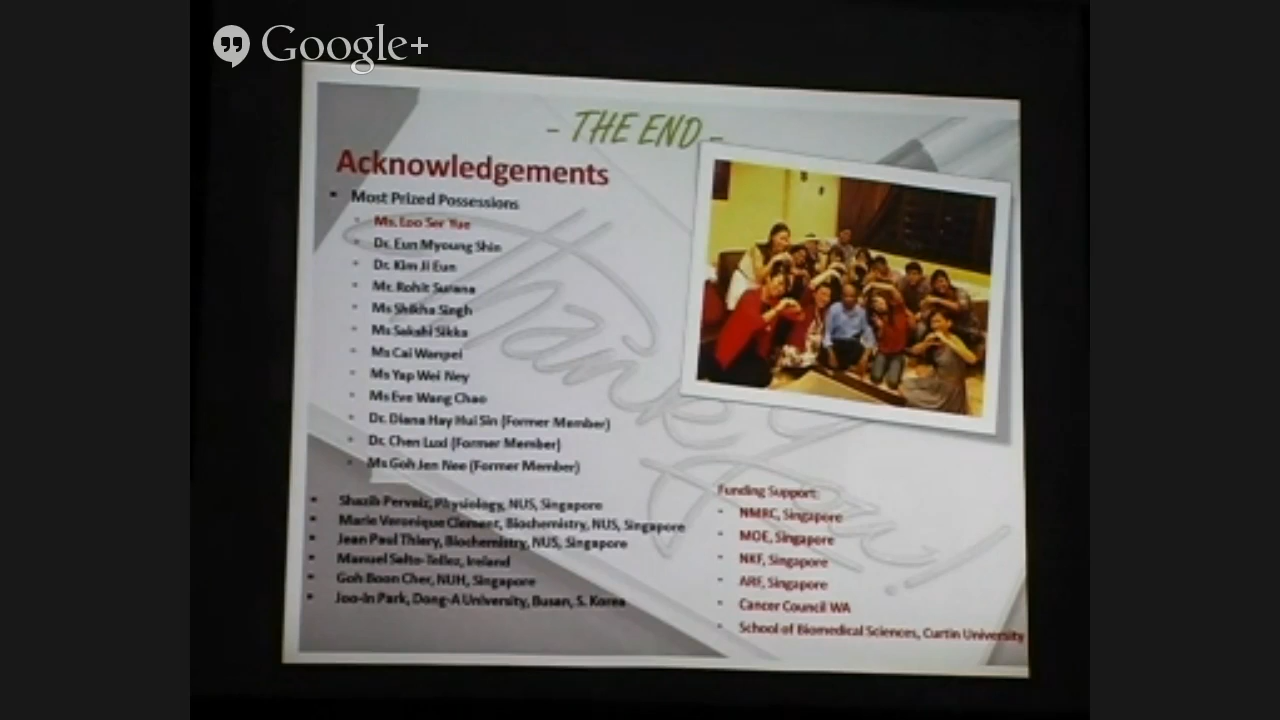 Google+
- THE END -
Acknowledgements
Most Prized Possessions
Ms. Loo Ser Yue
Dr. Eun Myoung Shin
Dr. Kim Ji Eun
Mr. Rohit Surana
Ms Shikha Singh
Ms Sakshi Sikka
Ms Cai Wanpei
Ms Yap Wei Ney
Ms Eve Wang Chao
Dr. Diana Hay Hui Sin (Former Member)
Dr. Chen Luxi (Former Member)
Ms Goh Jen Nee (Former Member)
Shazib Pervaiz, Physiology, NUS, Singapore
Marie Veronique Clement, Biochemistry, NUS, Singapore
Jean Paul Thiery, Biochemistry, NUS, Singapore
Manuel Salto-Tellez, Ireland
Goh Boon Cher, NUH, Singapore
Joo-In Park, Dong-A University, Busan, S. Korea
Thank
You!
Funding Support:
NMRC, Singapore
MOE, Singapore
NKF, Singapore
ARF, Singapore
Cancer Council WA
School of Biomedical Sciences, Curtin University